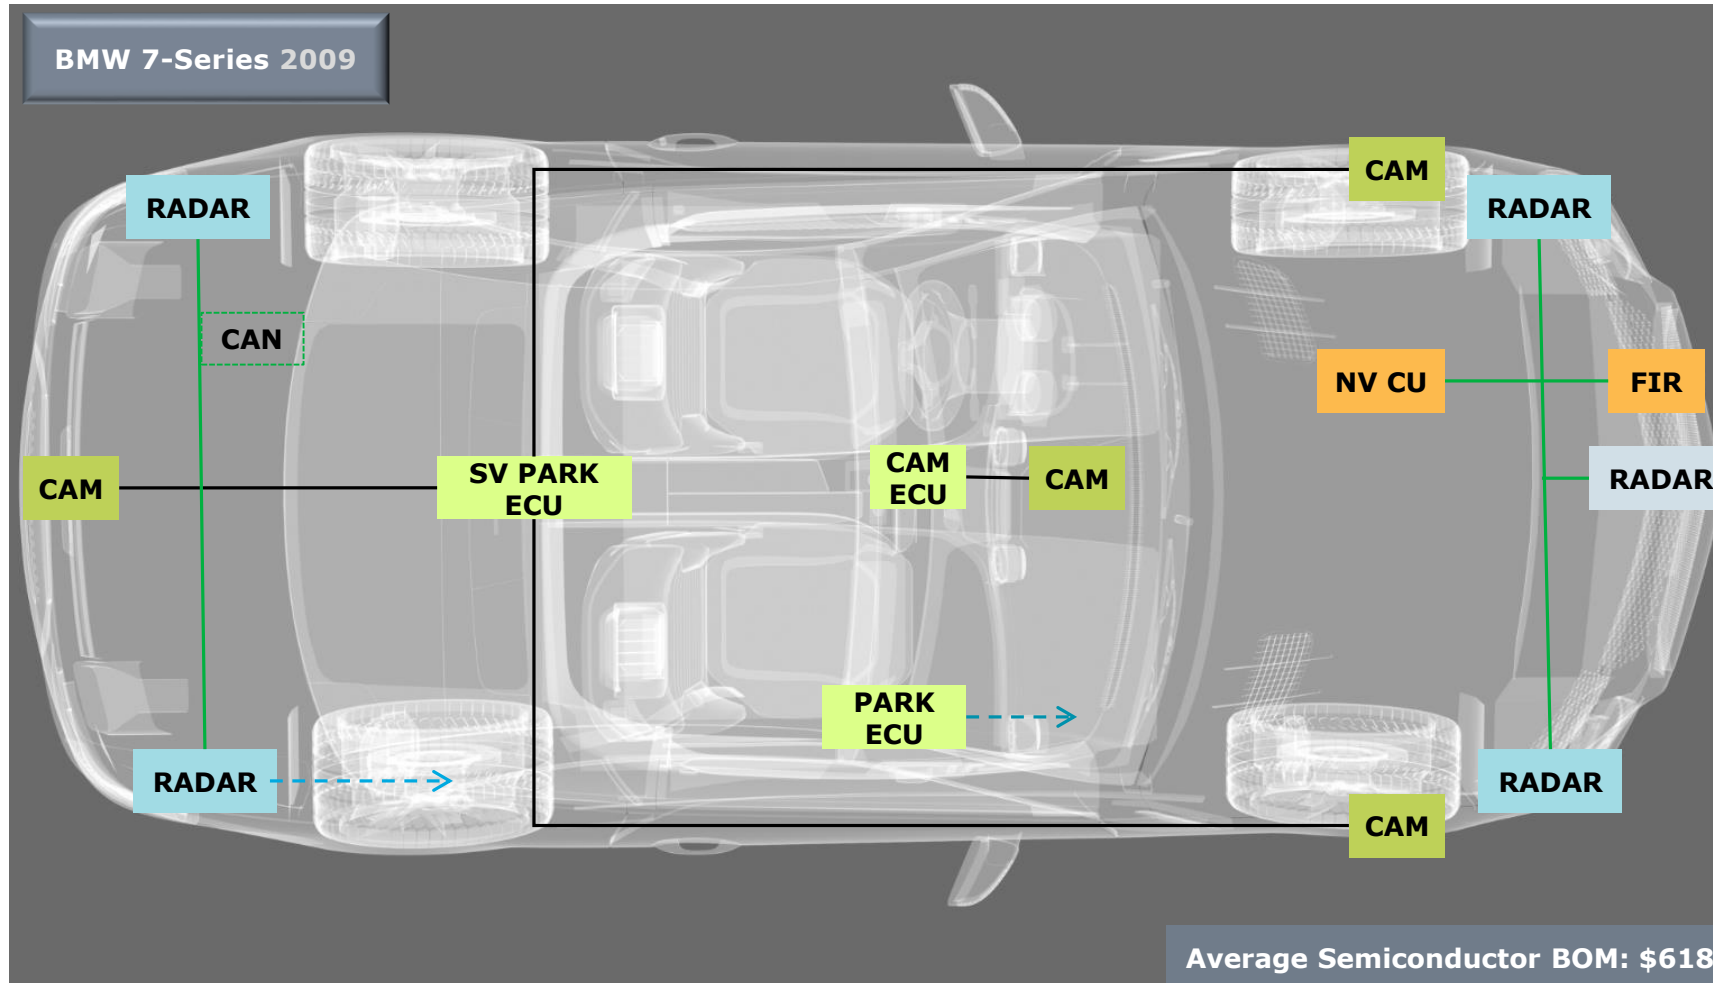 BMW 7-Series 2009
CAM
RADAR
RADAR
CAN
NV CU
FIR
CAM
SV PARK
ECU
CAM
ECU
CAM
RADAR
PARK
ECU
RADAR
RADAR
CAM
Average Semiconductor BOM: $618